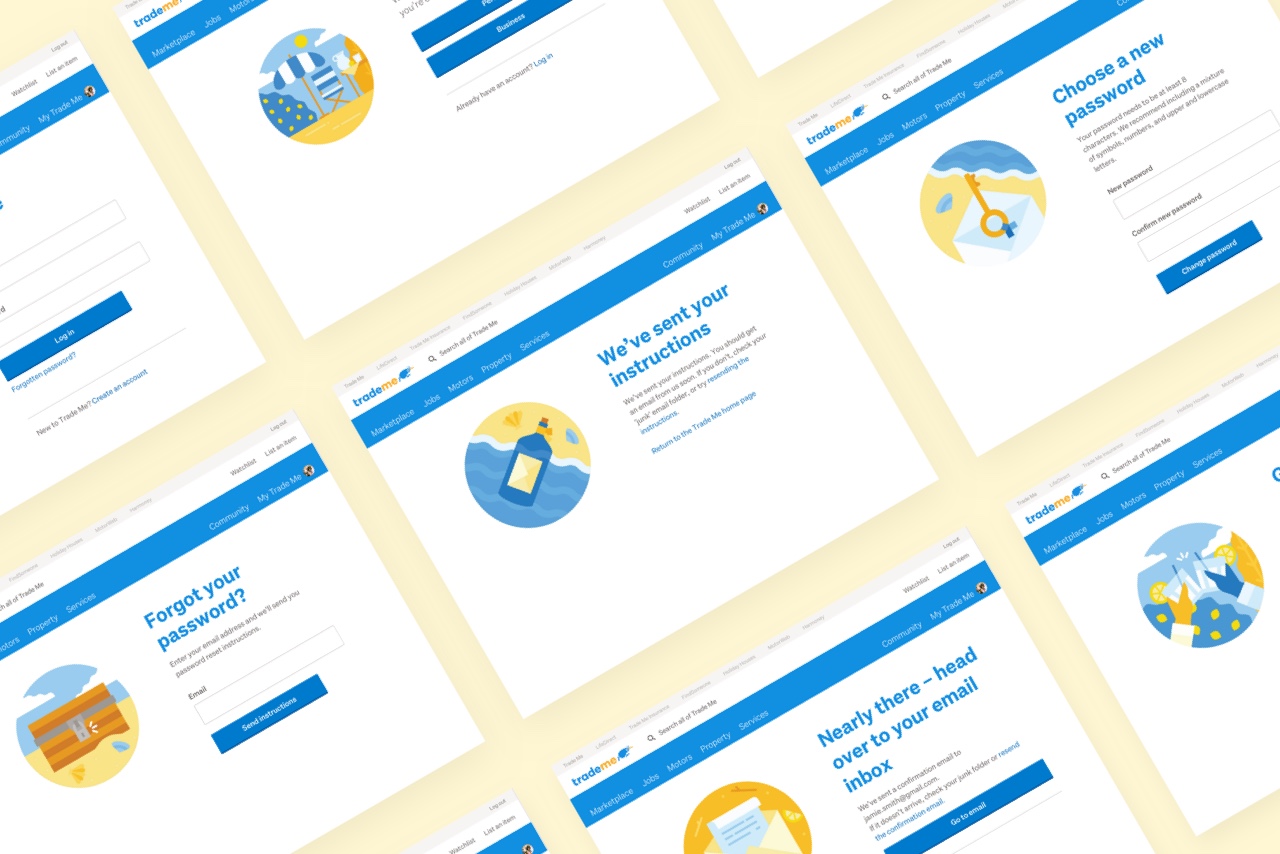 Log out
Watchlist List an item
Community My Trade Me
Log in
Forgotten password?
New to Trade Me? Create an account
trademe
Marketplace Jobs Motors
you're
Business
Already have an account? Log in
Trade Me LifeDirect Trade Me Insurance FindSomeone Holiday Houses
trademe Search all of Trade Me
Marketplace Jobs Motors Property Services
Choose a new
password
Your password needs to be at least 8
characters. We recommend including a mixture
of symbols, numbers, and upper and lowercase
letters.
New password
Confirm new password
Change password
Trade Me LifeDirect Trade Me Insurance FindSomeone Holiday Houses MotorWeb Harmoney Log out
trademe Search all of Trade Me Watchlist List an item
Marketplace Jobs Motors Property Services Community My Trade Me
We've sent your
instructions
We've sent your instructions. You should get
an email from us soon. If you don't, check your
'junk' email folder, or try resending the
instructions.
Return to the Trade Me home page
FindSomeone Holiday Houses MotorWeb Harmoney Log out
all of Trade Me Watchlist List an item
Property Services Community My Trade Me
Forgot your
password?
Enter your email address and we'll send you
password reset instructions.
Email
Send instructions
Trade Me LifeDirect Trade Me Insurance FindSomeone Holiday Houses MotorWeb Harmoney Log out
trademe Search all of Trade Me Watchlist List an item
Marketplace Jobs Motors Property Services Community My Trade Me
Nearly there – head
over to your email
inbox
We've sent a confirmation email to
jamie.smith@gmail.com.
If it doesn't arrive, check your junk folder or resend
the confirmation email.
Go to email
Trade Me LifeDirect Trade Me Insurance FindSomeone Holiday Houses MotorWeb Harmoney
trademe Search all of Trade Me
Marketplace Jobs Motors Property Services
Log out
Watchlist List an item
Community My Trade Me